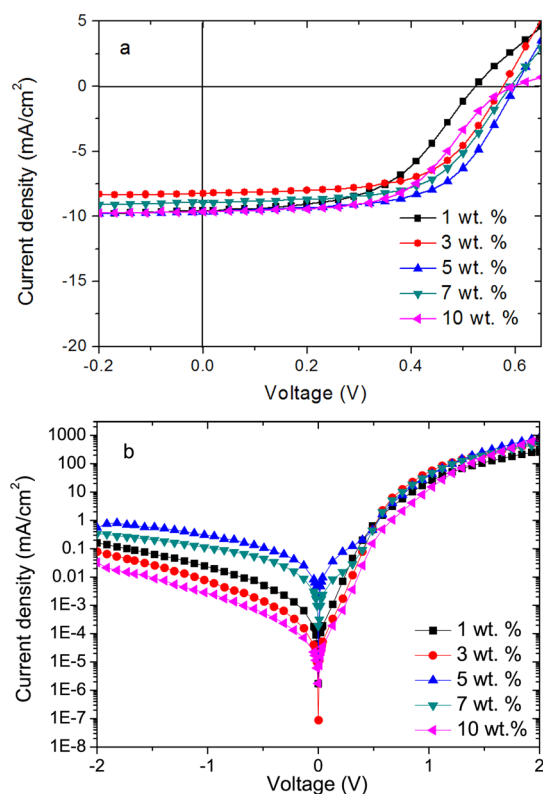 a
5
0
-5
-10
-15
-20
Current density (mA/cm²)
1 wt. %
3 wt. %
5 wt. %
7 wt. %
10 wt. %
-0.2 0.0 0.2 0.4 0.6
Voltage (V)
b
1000
100
10
1
0.1
0.01
1E-3
1E-4
1E-5
1E-6
1E-7
1E-8
Current density (mA/cm²)
1 wt. %
3 wt. %
5 wt. %
7 wt. %
10 wt.%
-2 -1 0 1 2
Voltage (V)